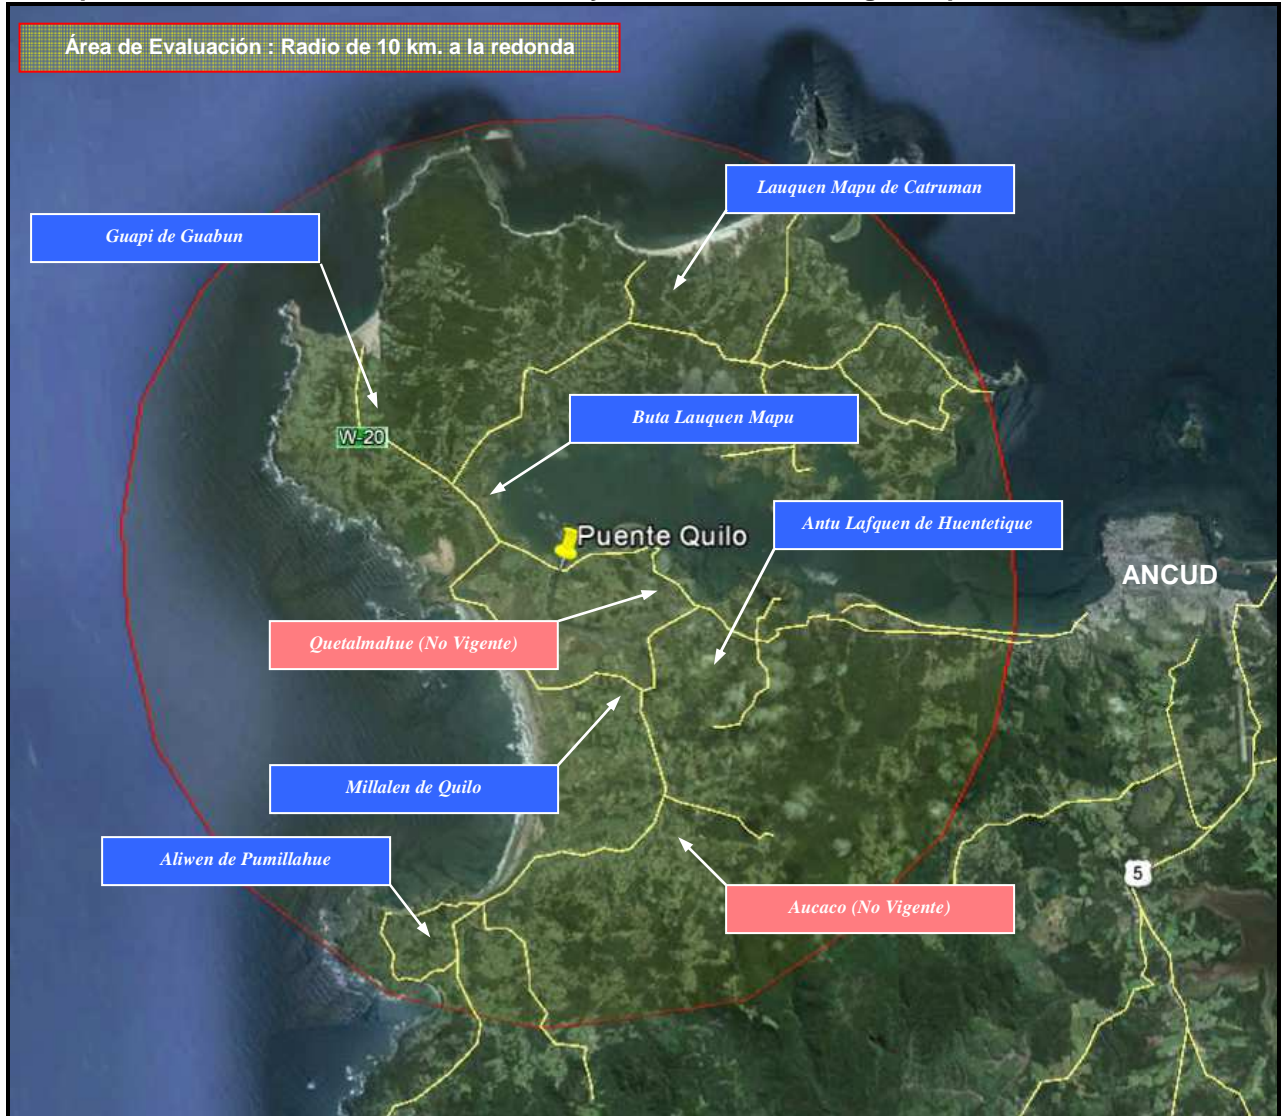 Área de Evaluación : Radio de 10 km. a la redonda
Lauquen Mapu de Catruman
Guapi de Guabun
Buta Lauquen Mapu
W-20
Antu Lafquen de Huentetique
Puente Quilo
ANCUD
Quetalmahue (No Vigente)
Millalen de Quilo
Aliwen de Pumillahue
5
Aucaco (No Vigente)